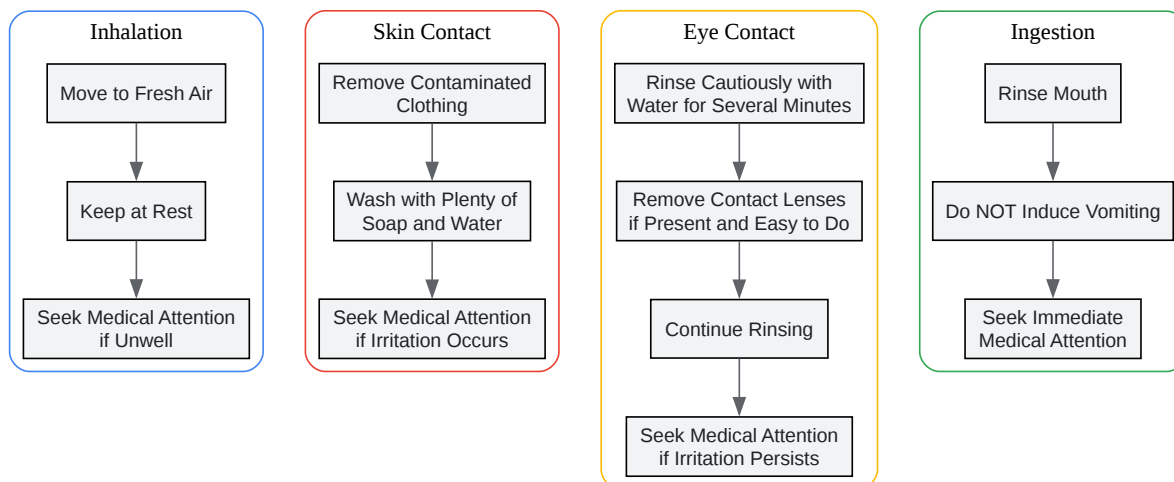 Inhalation
Move to Fresh Air
Keep at Rest
Seek Medical Attention
if Unwell
Skin Contact
Remove Contaminated
Clothing
Wash with Plenty of
Soap and Water
Seek Medical Attention
if Irritation Occurs
Eye Contact
Rinse Cautiously with
Water for Several Minutes
Remove Contact Lenses
if Present and Easy to Do
Continue Rinsing
Seek Medical Attention
if Irritation Persists
Ingestion
Rinse Mouth
Do NOT Induce Vomiting
Seek Immediate
Medical Attention